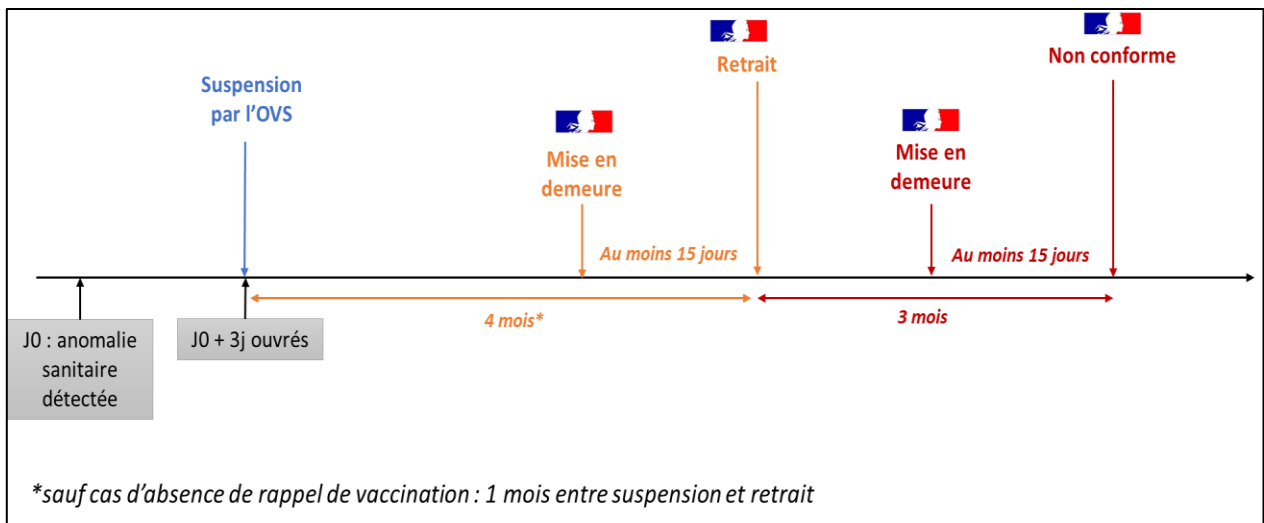 Suspension
par l'OVS
Mise en
demeure
Retrait
Mise en
demeure
Non conforme
Au moins 15 jours
Au moins 15 jours
4 mois*
3 mois
J0 : anomalie
sanitaire
détectée
J0 + 3j ouvrés
*sauf cas d'absence de rappel de vaccination : 1 mois entre suspension et retrait